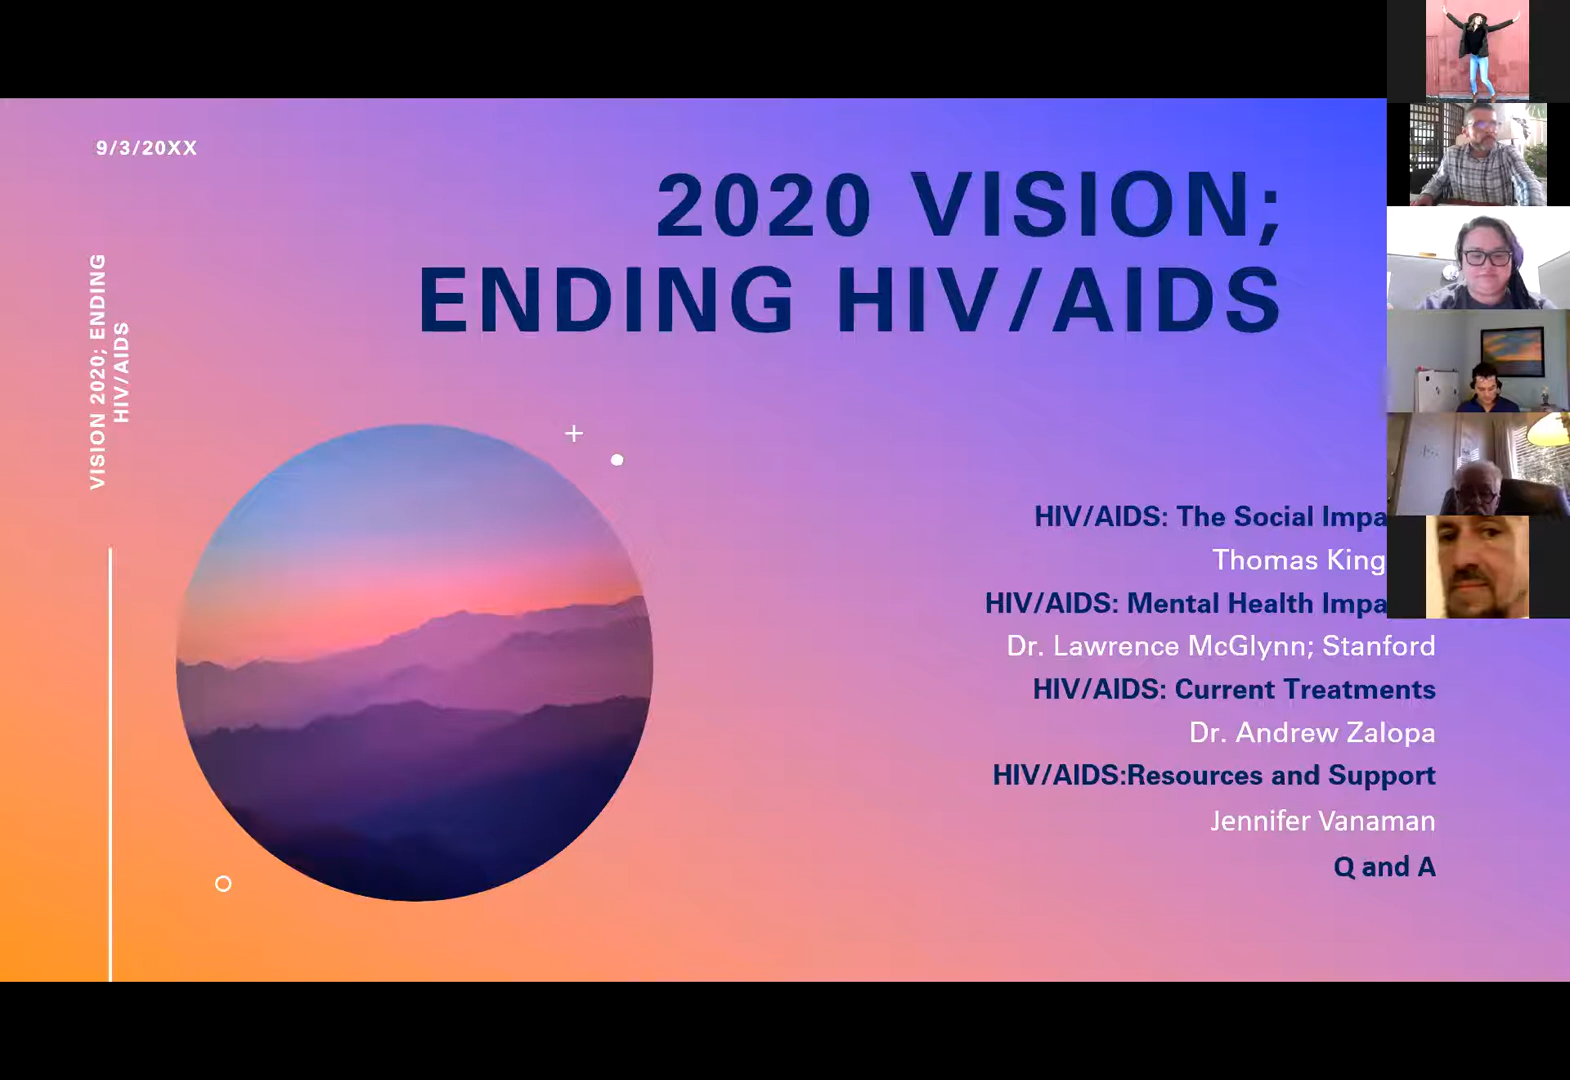 9/3/20XX
2020 VISION;
ENDING HIV/AIDS
VISION 2020; ENDING
HIV/AIDS
HIV/AIDS: The Social Impa
Thomas King
HIV/AIDS: Mental Health Impa
Dr. Lawrence McGlynn; Stanford
HIV/AIDS: Current Treatments
Dr. Andrew Zalopa
HIV/AIDS:Resources and Support
Jennifer Vanaman
Q and A